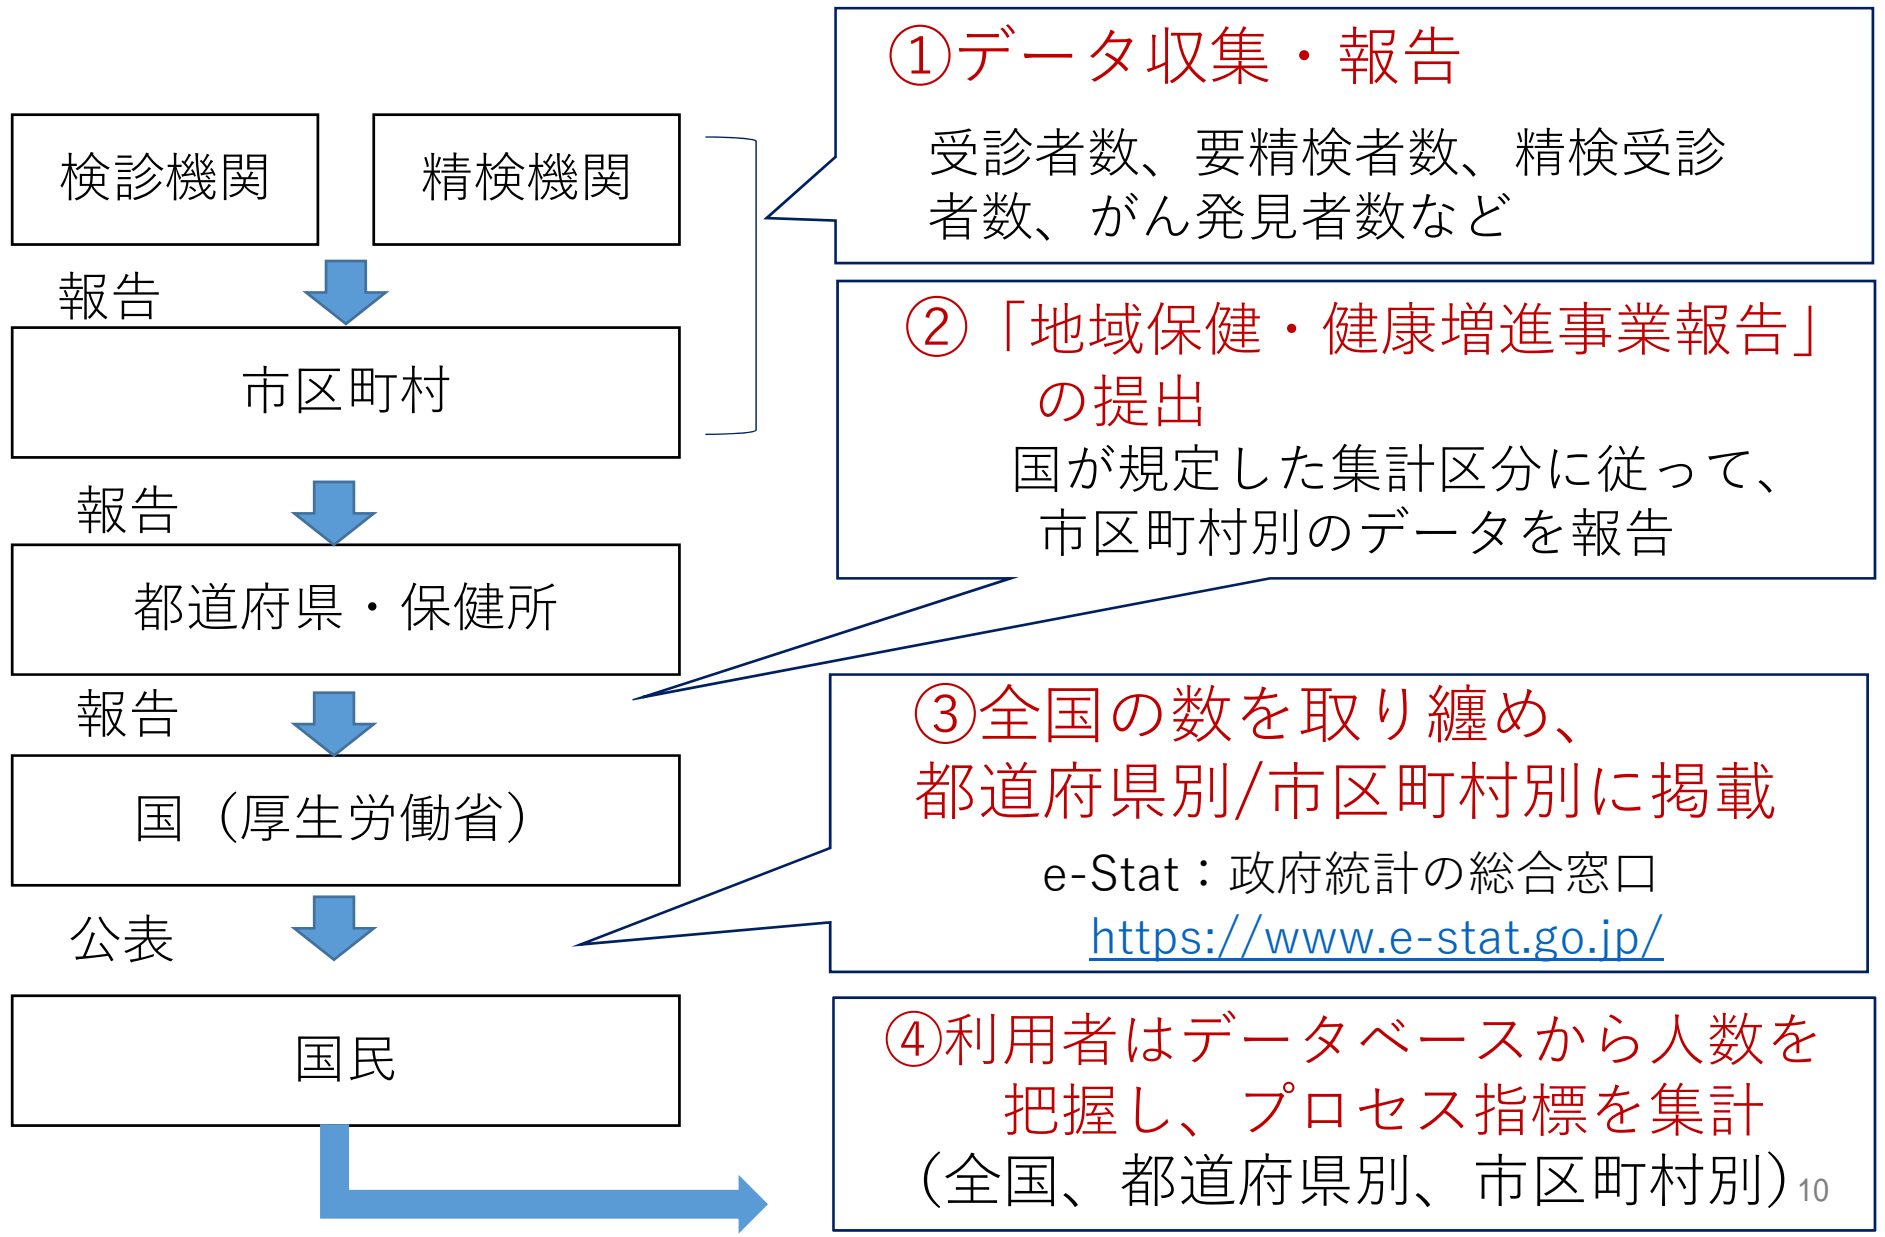 検診機関
精検機関
報告
市区町村
報告
都道府県・保健所
報告
国（厚生労働省）
公表
国民
①データ収集・報告
受診者数、要精検者数、精検受診
者数、がん発見者数など
②「地域保健・健康増進事業報告」
の提出
国が規定した集計区分に従って、
市区町村別のデータを報告
③全国の数を取り纏め、
都道府県別/市区町村別に掲載
e-Stat：政府統計の総合窓口
https://www.e-stat.go.jp/
④利用者はデータベースから人数を
把握し、プロセス指標を集計
（全国、都道府県別、市区町村別）
10